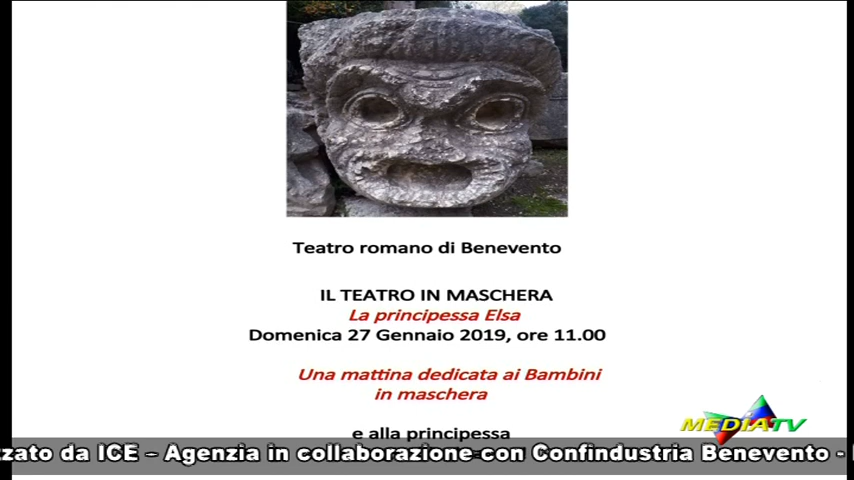 Teatro romano di Benevento
IL TEATRO IN MASCHERA
La principessa Elsa
Domenica 27 Gennaio 2019, ore 11.00
Una mattina dedicata ai Bambini
in maschera
e alla principessa
MEDIATV
zzato da ICE – Agenzia in collaborazione con Confindustria Benevento -